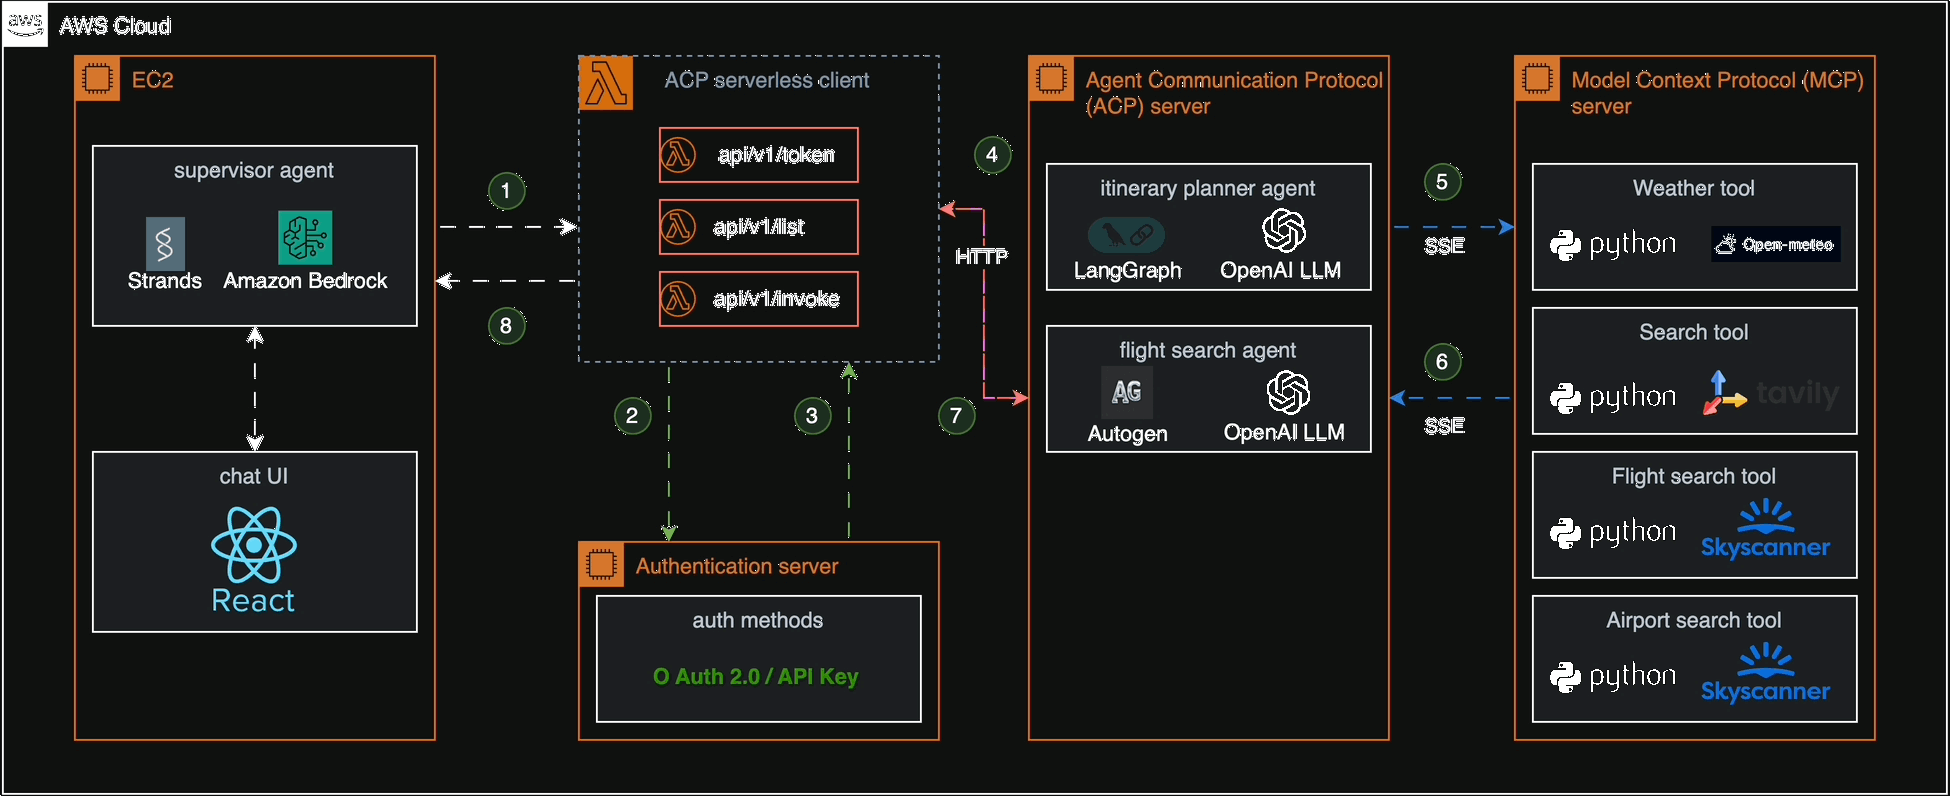 aws
AWS Cloud
EC2
supervisor agent
Strands
Amazon Bedrock
chat UI
React
1
8
ACP serverless client
api/v1/token
api/v1/list
api/v1/invoke
2
3
Authentication server
auth methods
O Auth 2.0 / API Key
4
HTTP
7
Agent Communication Protocol
(ACP) server
itinerary planner agent
LangGraph
OpenAI LLM
flight search agent
AG
Autogen
OpenAI LLM
5
SSE
6
SSE
Model Context Protocol (MCP)
server
Weather tool
python
Open-meteo
Search tool
python
tavily
Flight search tool
python
Skyscanner
Airport search tool
python
Skyscanner